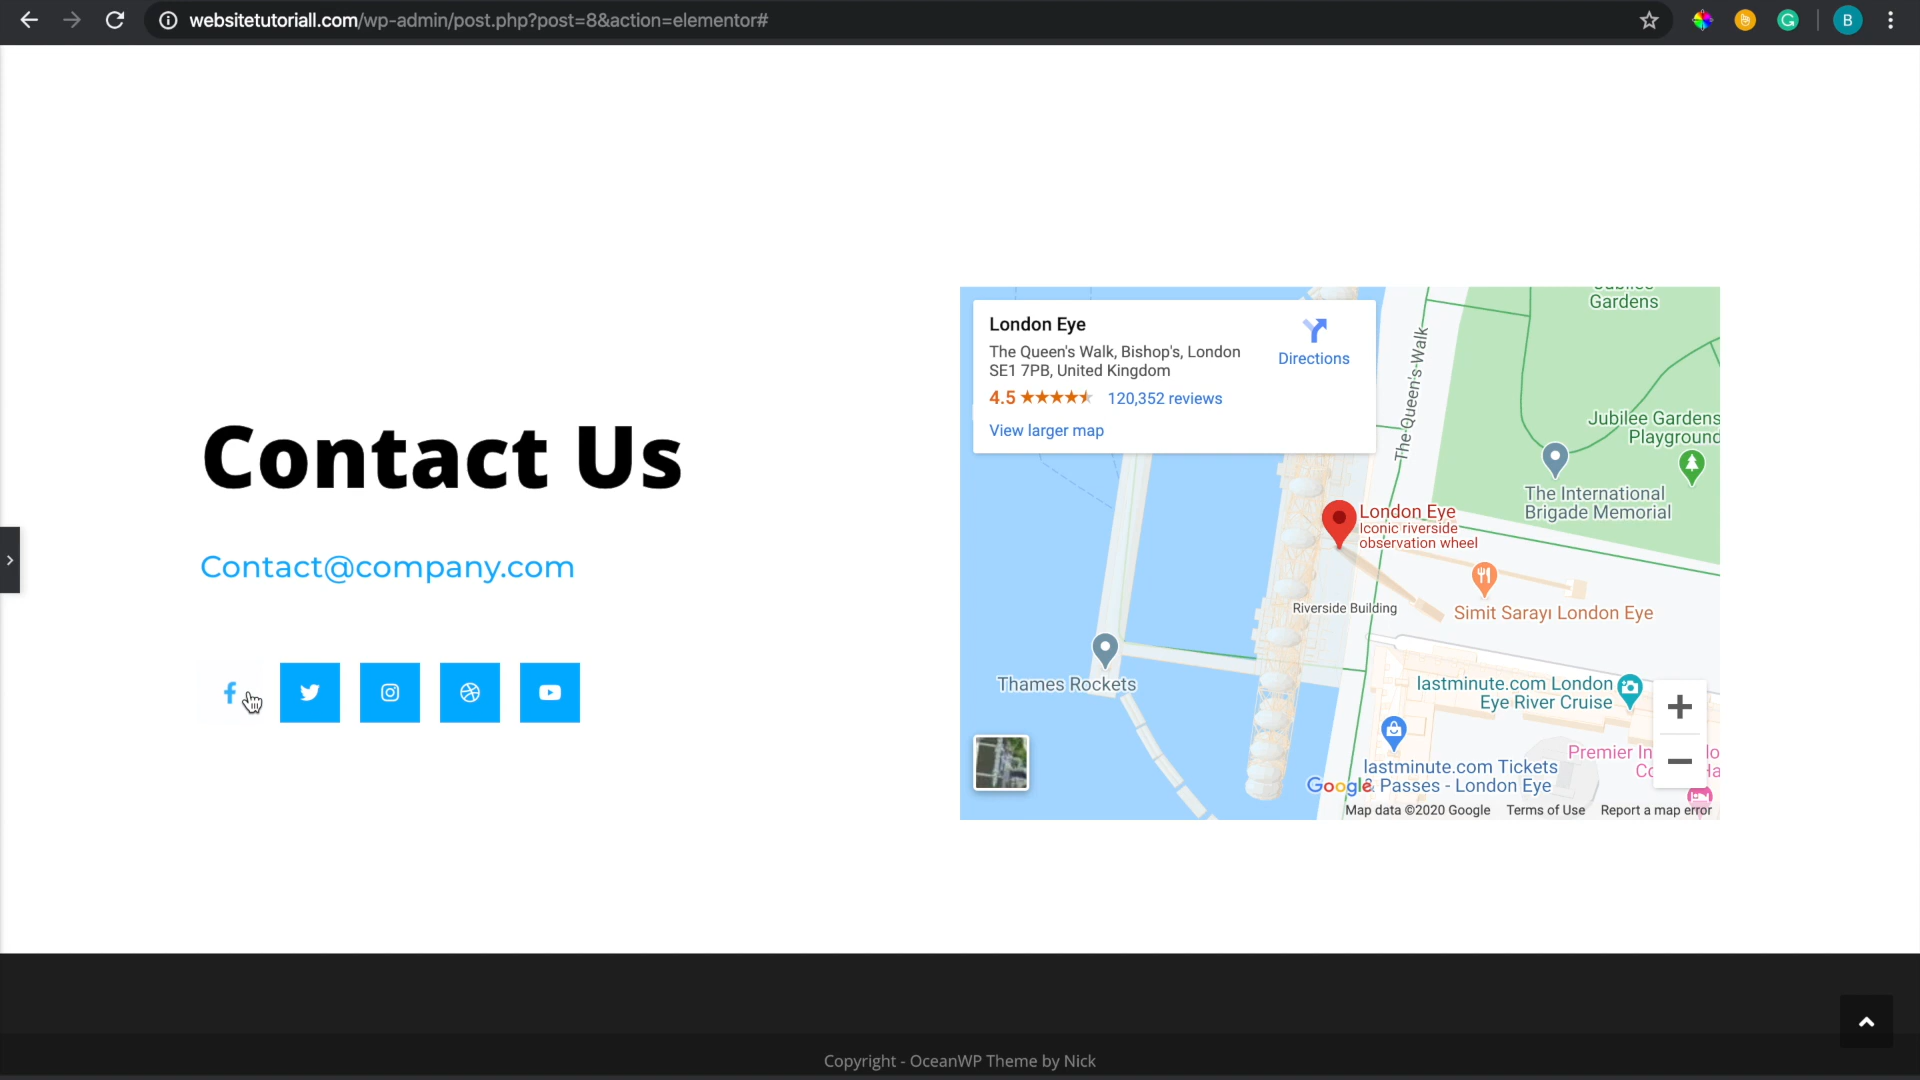 websitetutoriall.com/wp-admin/post.php?post=8&action=elementor#
B
Contact Us
Contact@company.com
London Eye
The Queen's Walk, Bishop's, London
SE1 7PB, United Kingdom
4.5 120,352 reviews
View larger map
Directions
The Queen's Walk
Jubilee
Gardens
Jubilee Gardens
Playground
The International
Brigade Memorial
London Eye
Iconic riverside
observation wheel
Riverside Building
Simit Sarayı London Eye
Thames Rockets
lastminute.com London
Eye River Cruise
Premier In
lastminute.com Tickets
& Passes - London Eye
Google
Map data ©2020 Google Terms of Use Report a map error
Copyright - OceanWP Theme by Nick